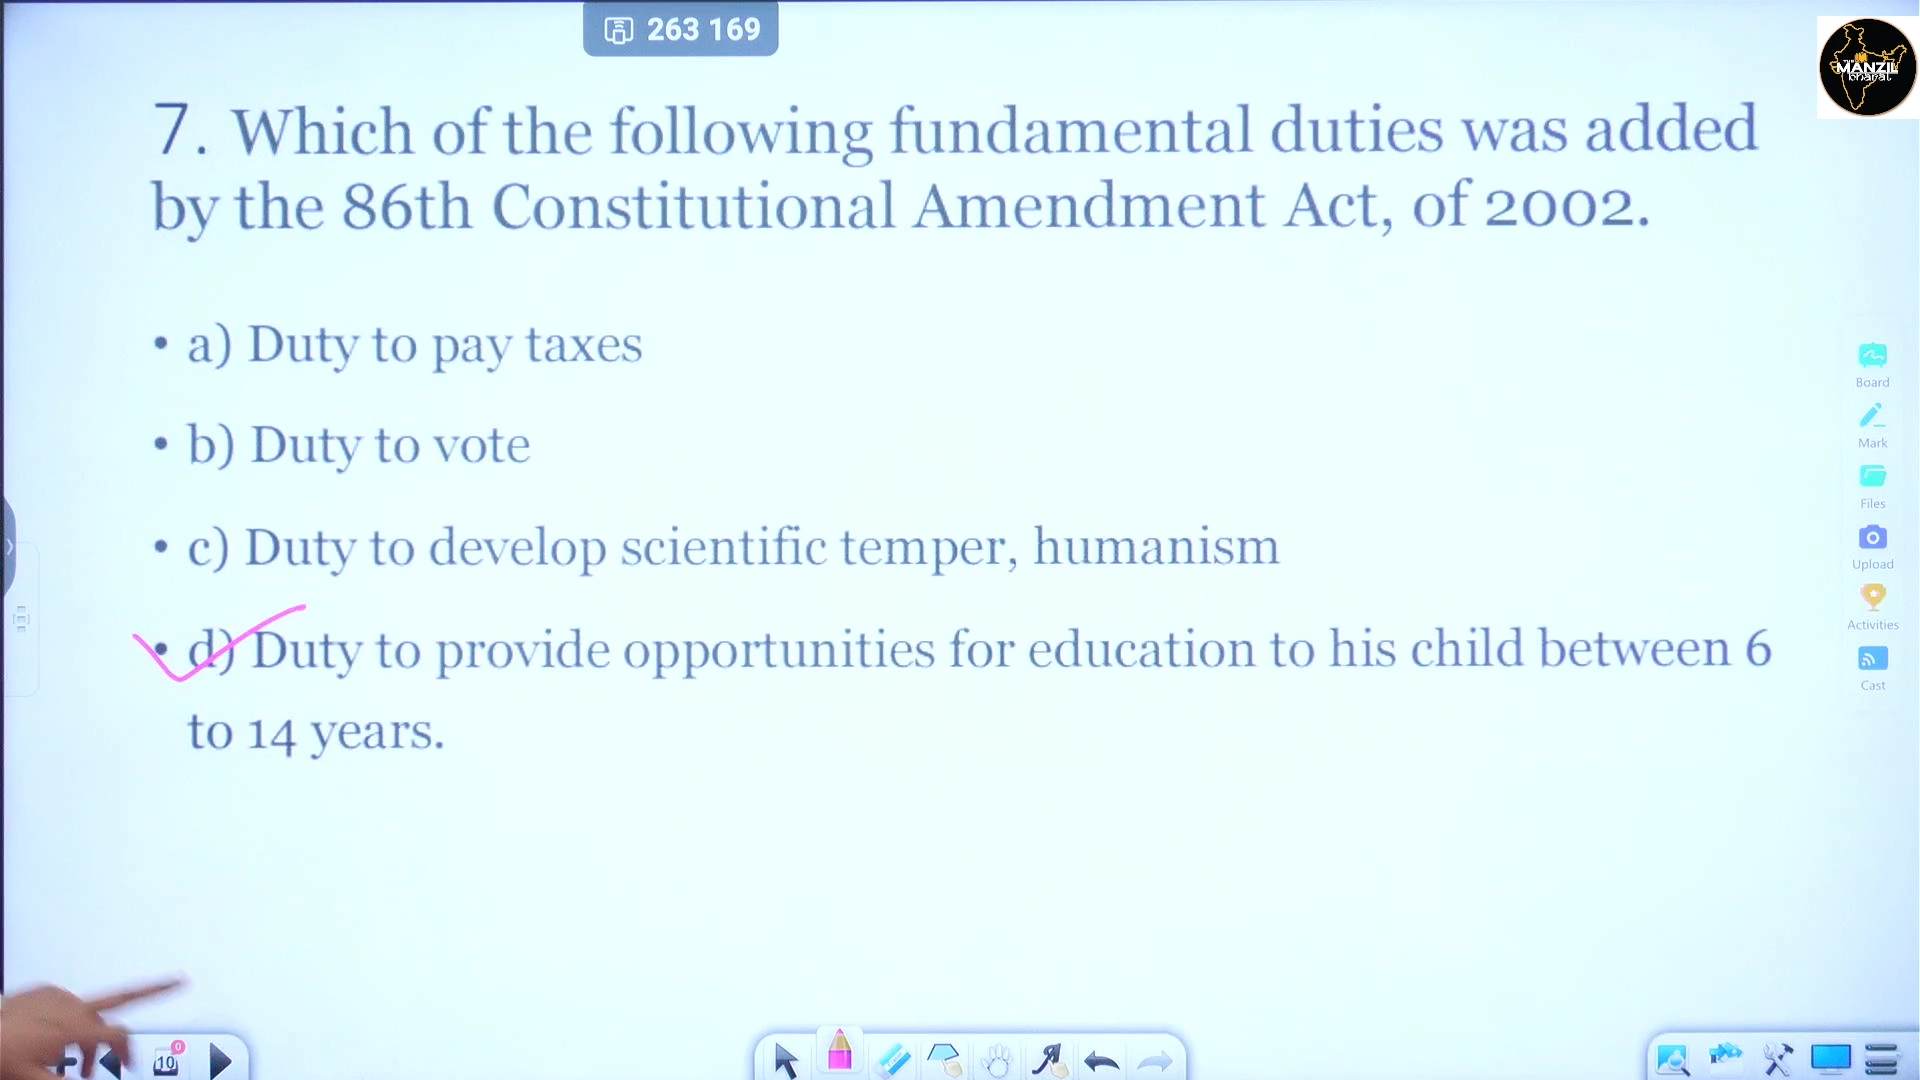 263 169
MANZIL
bharat
7. Which of the following fundamental duties was added
by the 86th Constitutional Amendment Act, of 2002.
• a) Duty to pay taxes
• b) Duty to vote
• c) Duty to develop scientific temper, humanism
• d) Duty to provide opportunities for education to his child between 6
to 14 years.
Board
Mark
Files
Upload
Activities
Cast
10
0